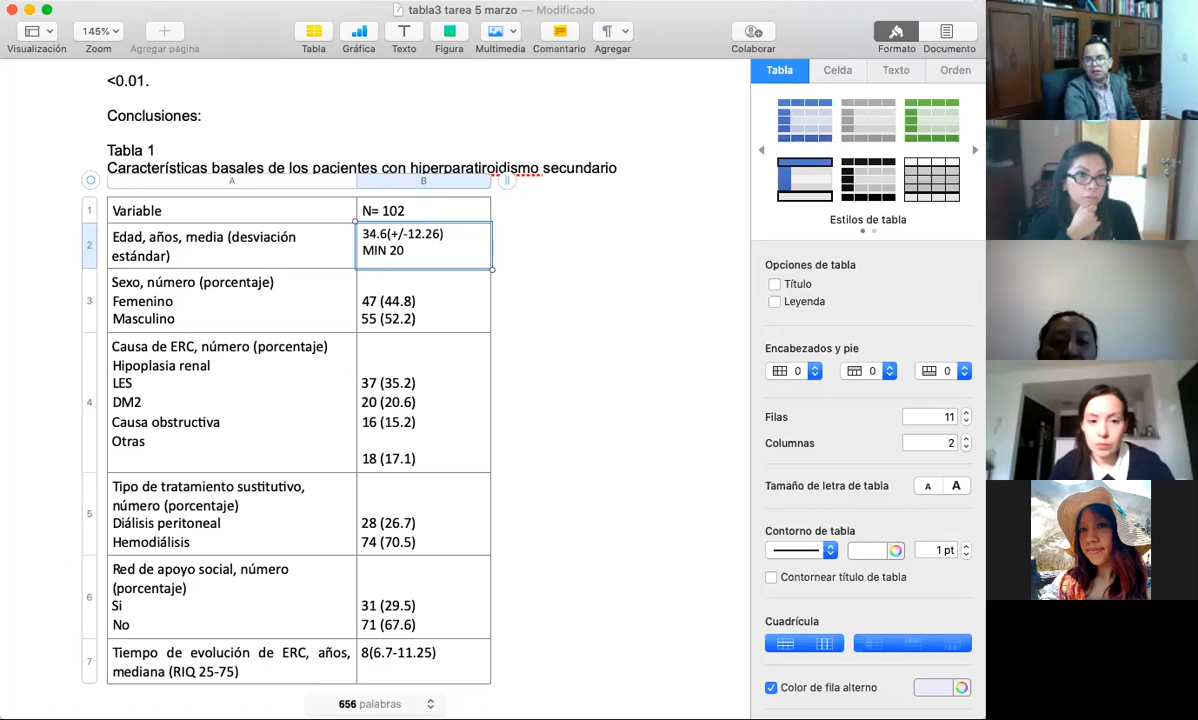 tabla3 tarea 5 marzo — Modificado
145%
Visualización
Zoom
Agregar página
Tabla
Gráfica
Texto
Figura
Multimedia
Comentario
Agregar
Colaborar
Formato
Documento
<0.01.
Conclusiones:
Tabla 1
Características basales de los pacientes con hiperparatiroidismo secundario
A
B
1
Variable
N= 102
2
Edad, años, media (desviación
estándar)
34.6(+/-12.26)
MIN 20
3
Sexo, número (porcentaje)
Femenino
47 (44.8)
Masculino
55 (52.2)
4
Causa de ERC, número (porcentaje)
Hipoplasia renal
LES
37 (35.2)
DM2
20 (20.6)
Causa obstructiva
16 (15.2)
Otras
18 (17.1)
5
Tipo de tratamiento sustitutivo,
número (porcentaje)
Diálisis peritoneal
28 (26.7)
Hemodiálisis
74 (70.5)
6
Red de apoyo social, número
(porcentaje)
Si
31 (29.5)
No
71 (67.6)
7
Tiempo de evolución de ERC, años,
mediana (RIQ 25-75)
8(6.7-11.25)
656 palabras
Tabla
Celda
Texto
Orden
Estilos de tabla
Opciones de tabla
Título
Leyenda
Encabezados y pie
0
0
0
Filas
11
Columnas
2
Tamaño de letra de tabla
A
A
Contorno de tabla
1 pt
Contornear título de tabla
Cuadrícula
Color de fila alterno